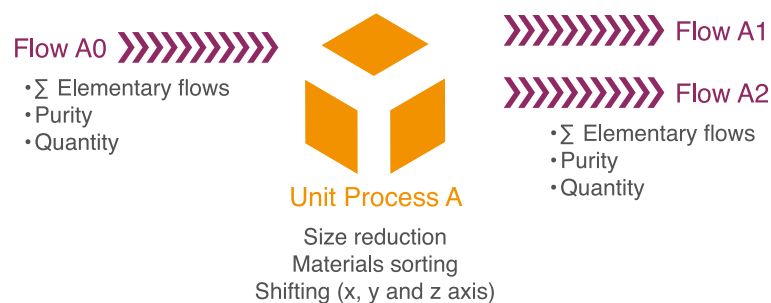 Flow A0
•∑ Elementary flows
•Purity
•Quantity
Unit Process A
Size reduction
Materials sorting
Shifting (x, y and z axis)
Flow A1
Flow A2
•∑ Elementary flows
•Purity
•Quantity